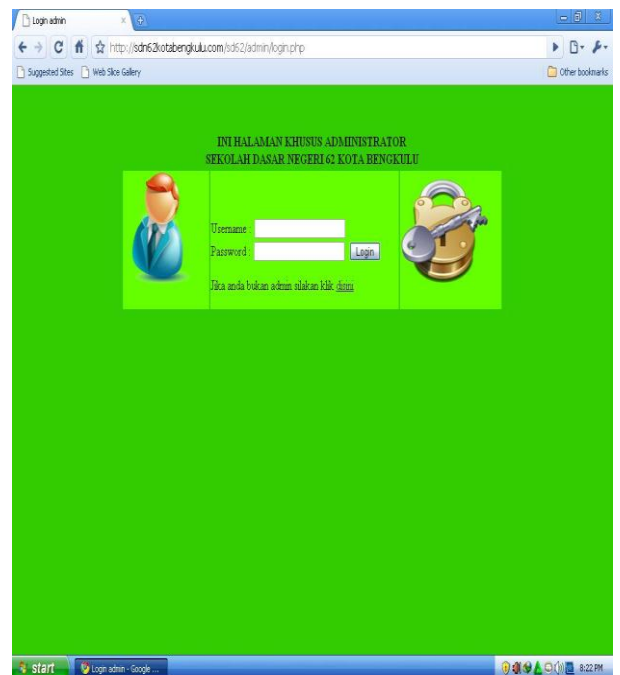 Login admin
http://sdn62kotabengkulu.com/sd62/admin/login.php
Suggested Sites Web Slice Gallery Other bookmarks
INI HALAMAN KHUSUS ADMINISTRATOR
SEKOLAH DASAR NEGERI 62 KOTA BENGKULU
Username :
Password : Login
Jika anda bukan admin silakan klik disini
start Login admin - Google ... 8:22 PM